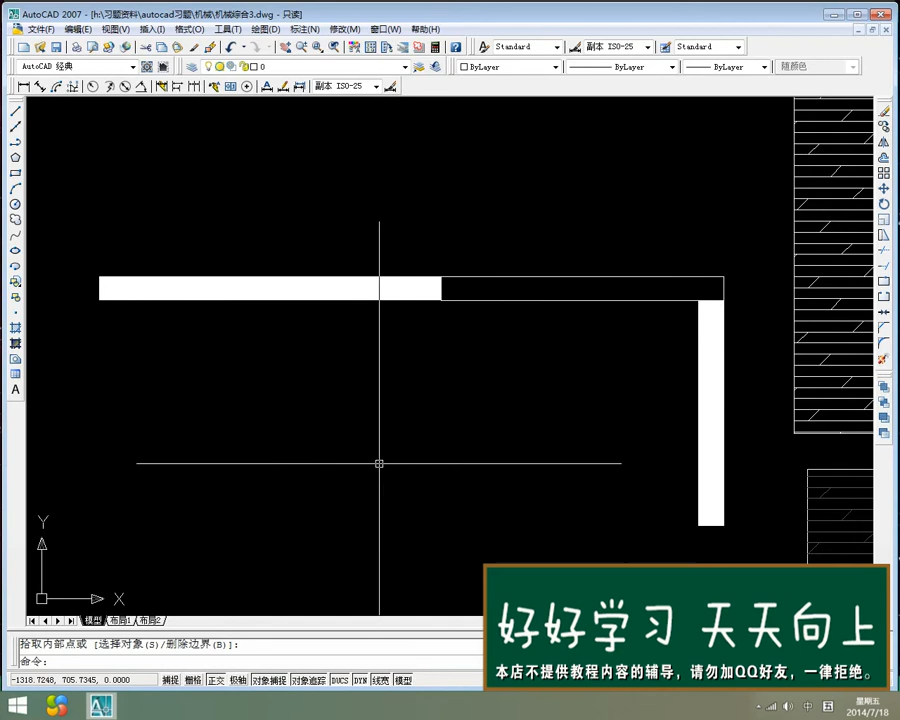 AutoCAD 2007 - [h:\习题资料\autocad习题\机械\机械综合3.dwg - 只读]
文件(F) 编辑(E) 视图(V) 插入(I) 格式(O) 工具(T) 绘图(D) 标注(N) 修改(M) 窗口(W) 帮助(H)
Standard 副本 ISO-25 Standard
AutoCAD 经典 0 ByLayer ByLayer ByLayer 随颜色
副本 ISO-25
A
Y
X
模型 布局1 布局2
拾取内部点或 [选择对象(S)/删除边界(B)]:
命令:
-1318.7248, 705.7345, 0.0000 捕捉 栅格 正交 极轴 对象捕捉 对象追踪 DUCS DYN 线宽 模型
好好学习 天天向上
本店不提供教程内容的辅导，请勿加QQ好友，一律拒绝。
中 五
星期五
2014/7/18